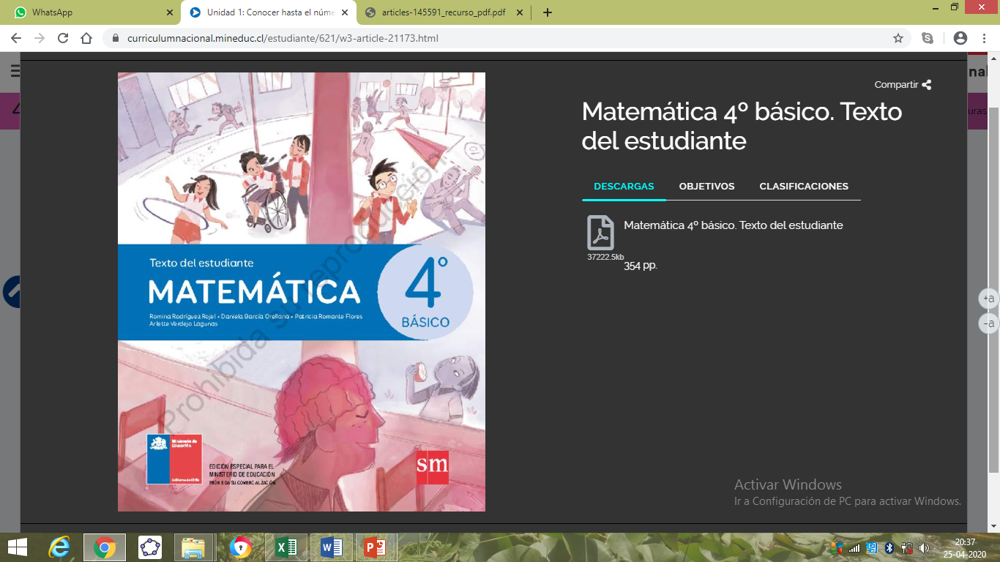 WhatsApp
Unidad 1: Conocer hasta el núme
articles-145591_recurso_pdf.pdf
curriculumnacional.mineduc.cl/estudiante/621/w3-article-21173.html
nal
4
uras
Compartir
Matemática 4º básico. Texto
del estudiante
DESCARGAS OBJETIVOS CLASIFICACIONES
Matemática 4º básico. Texto del estudiante
37222.5kb
354 pp.
Texto del estudiante
MATEMÁTICA
4°
BÁSICO
Romina Rodríguez Rojel • Daniela García Orellana • Patricia Romante Flores
Arlette Verdejo Lagunas
Prohibida su reproducción
Ministerio de
Educación
Gobierno de Chile
EDICIÓN ESPECIAL PARA EL
MINISTERIO DE EDUCACIÓN
PROHIBIDA SU COMERCIALIZACIÓN
sm
+a
-a
Activar Windows
Ir a Configuración de PC para activar Windows.
20:37
25-04-2020